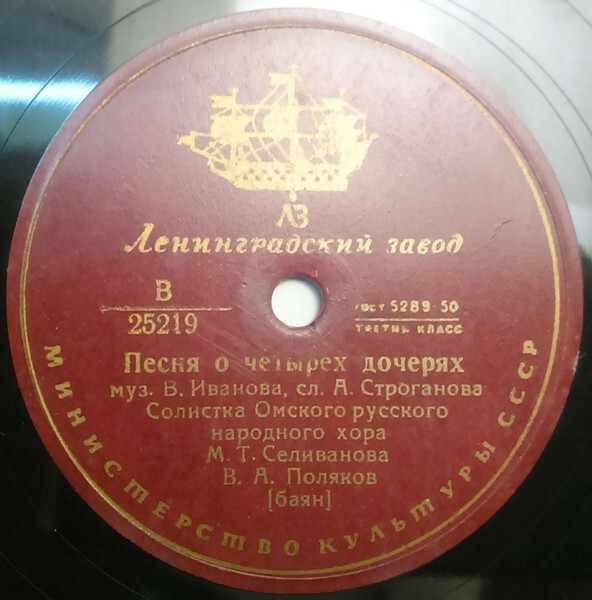 ЛЗ
Ленинградский завод
В
25219
ГОСТ 5289-50
ТРЕТИЙ КЛАСС
Песня о четырех дочерях
муз. В. Иванова, сл. А. Строганова
Солистка Омского русского
народного хора
М. Т. Селиванова
В. А. Поляков
[баян]
МИНИСТЕРСТВО КУЛЬТУРЫ СССР